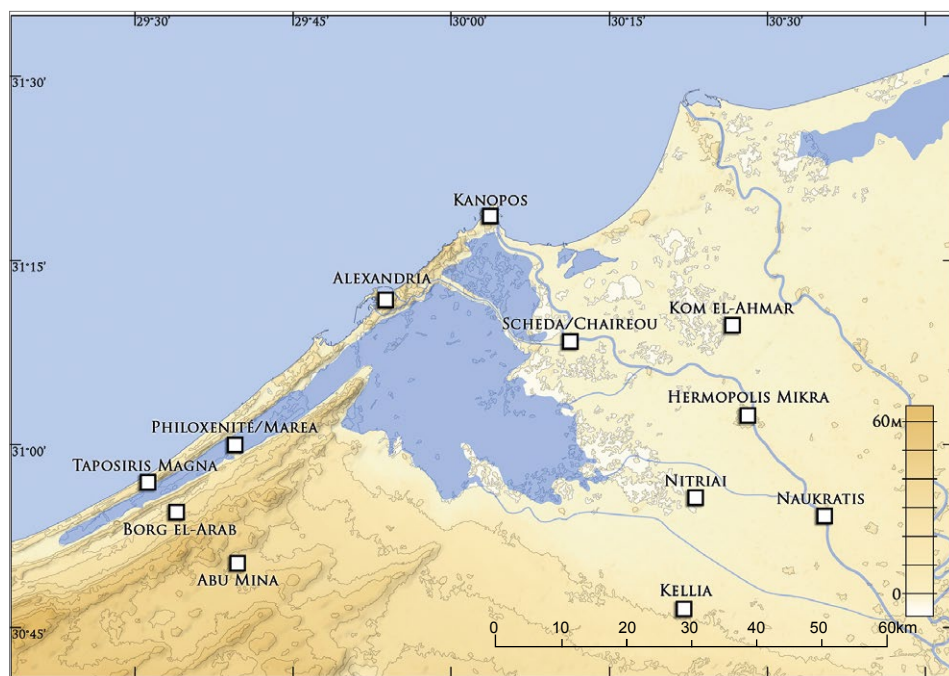 29°30'
29°45'
30°00'
30°15'
30°30'
31°30'
Kanopos
31°15'
Alexandria
Scheda/Chaireou
Kom el-Ahmar
Hermopolis Mikra
60m
Philoxenité/Marea
31°00'
Taposiris Magna
Nitriai
Naukratis
Borg el-Arab
Abu Mina
Kellia
0
30°45'
0 10 20 30 40 50 60km